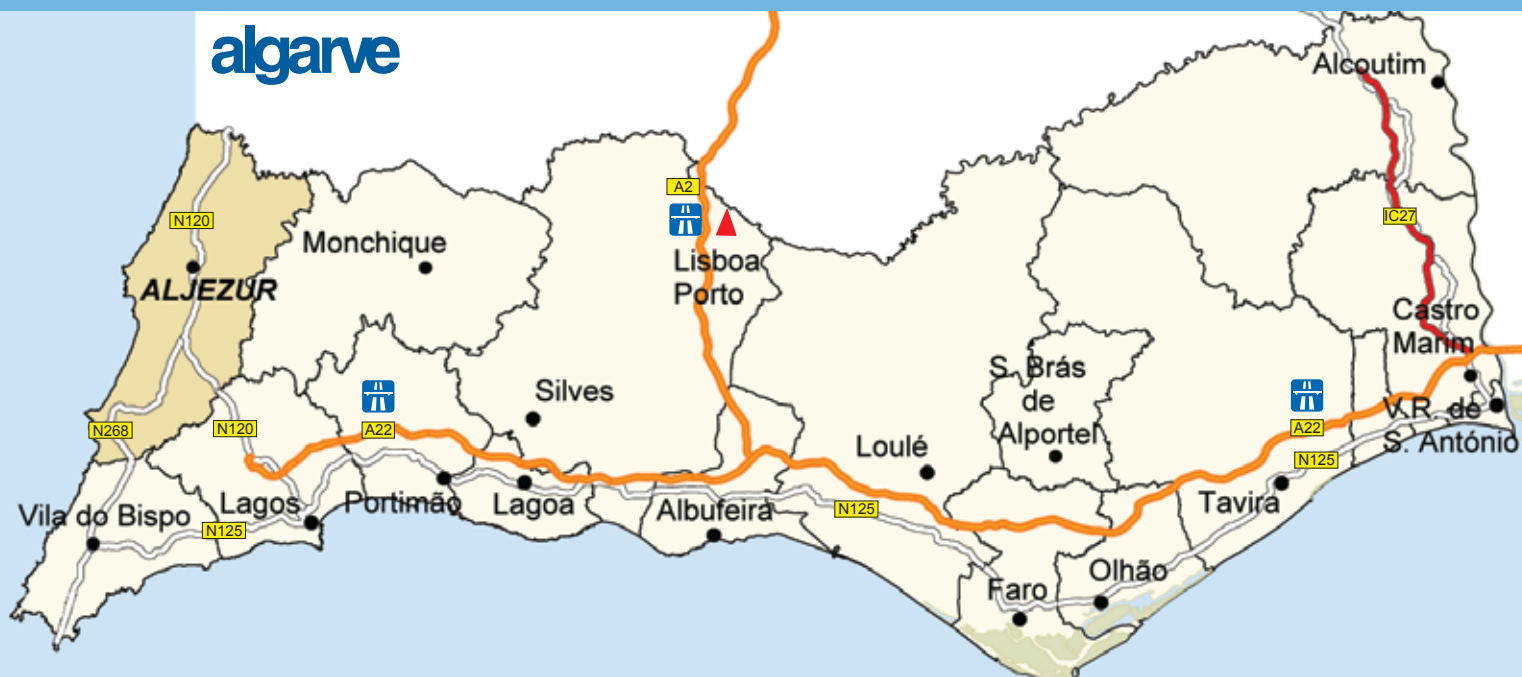 algarve
Alcoutim
A2
N120
IC27
Monchique
Lisboa
Porto
ALJEZUR
Castro
Marim
S. Brás
de
Alportel
Silves
V.R. de
S. António
N268
N120
A22
A22
Loulé
N125
Lagos
Portimão
Lagoa
Tavira
Vila do Bispo
Albufeira
N125
N125
Olhão
Faro